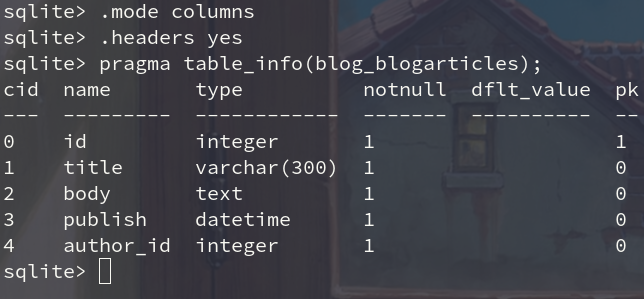 sqlite> .mode columns
sqlite> .headers yes
sqlite> pragma table_info(blog_blogarticles);
cid  name       type          notnull  dflt_value  pk
---  ---------  ------------  -------  ----------  --
0    id         integer       1                    1
1    title      varchar(300)  1                    0
2    body       text          1                    0
3    publish    datetime      1                    0
4    author_id  integer       1                    0
sqlite>